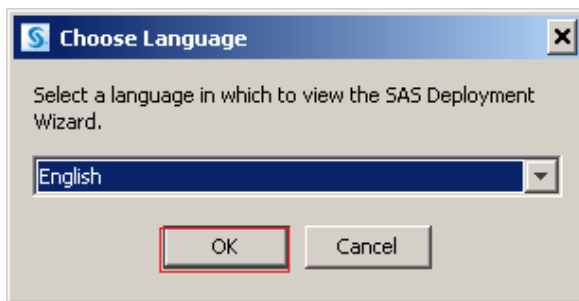 Choose Language
Select a language in which to view the SAS Deployment
Wizard.
English
OK
Cancel